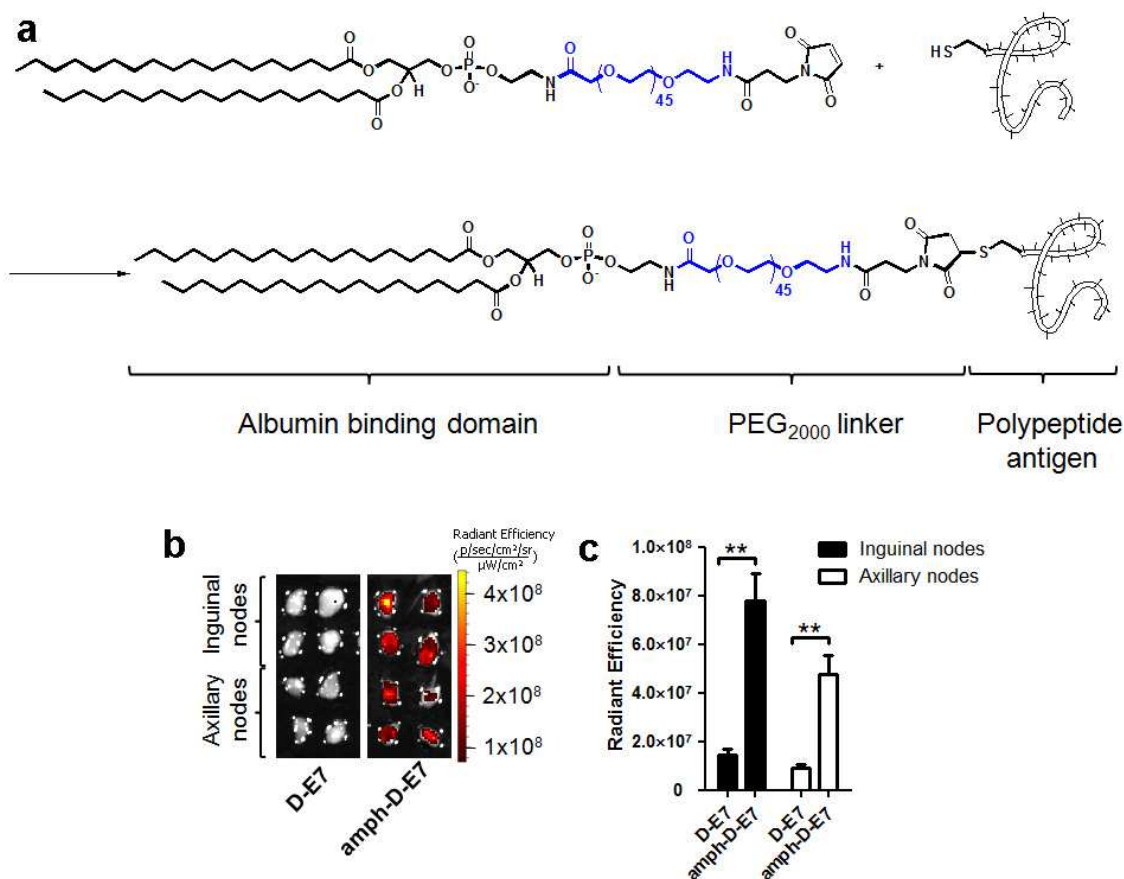 a
O
O
P
O
O
O
O
H
O-
N
H
O
O
O
45
H
N
O
N
O
O
+
HS
O
O
O
O
H
O
P
O
O-
O
N
H
O
O
O
45
H
N
O
N
O
O
S
Albumin binding domain
PEG2000 linker
Polypeptide
antigen
b
Radiant Efficiency
(p/sec/cm²/sr
µW/cm²)
4x10⁸
3x10⁸
2x10⁸
1x10⁸
Inguinal
nodes
Axillary
nodes
D-E7
amph-D-E7
c
Radiant Efficiency
1.0×10⁸
8.0×10⁷
6.0×10⁷
4.0×10⁷
2.0×10⁷
0
**
**
Inguinal nodes
Axillary nodes
D-E7
amph-D-E7
D-E7
amph-D-E7